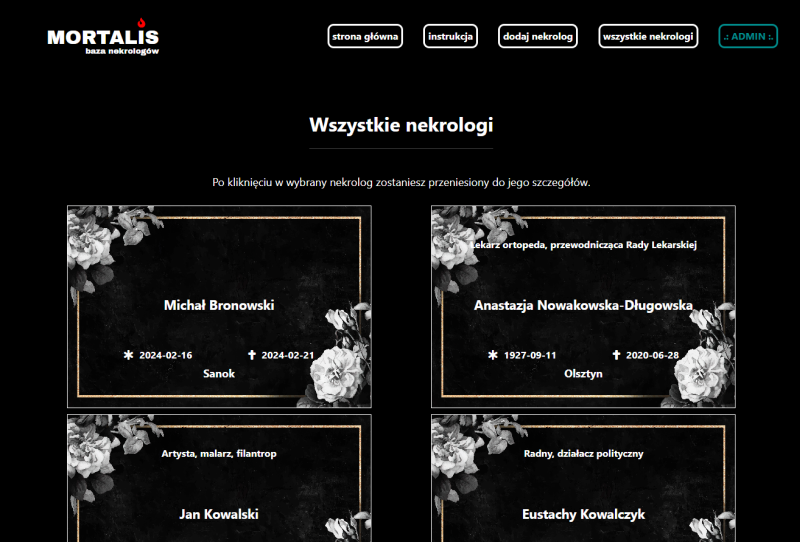 MORTALIS
baza nekrologów
strona główna
instrukcja
dodaj nekrolog
wszystkie nekrologi
.: ADMIN :.
Wszystkie nekrologi
Po kliknięciu w wybrany nekrolog zostaniesz przeniesiony do jego szczegółów.
Michał Bronowski
2024-02-16
2024-02-21
Sanok
Lekarz ortopeda, przewodnicząca Rady Lekarskiej
Anastazja Nowakowska-Długowska
1927-09-11
2020-06-28
Olsztyn
Artysta, malarz, filantrop
Jan Kowalski
Radny, działacz polityczny
Eustachy Kowalczyk